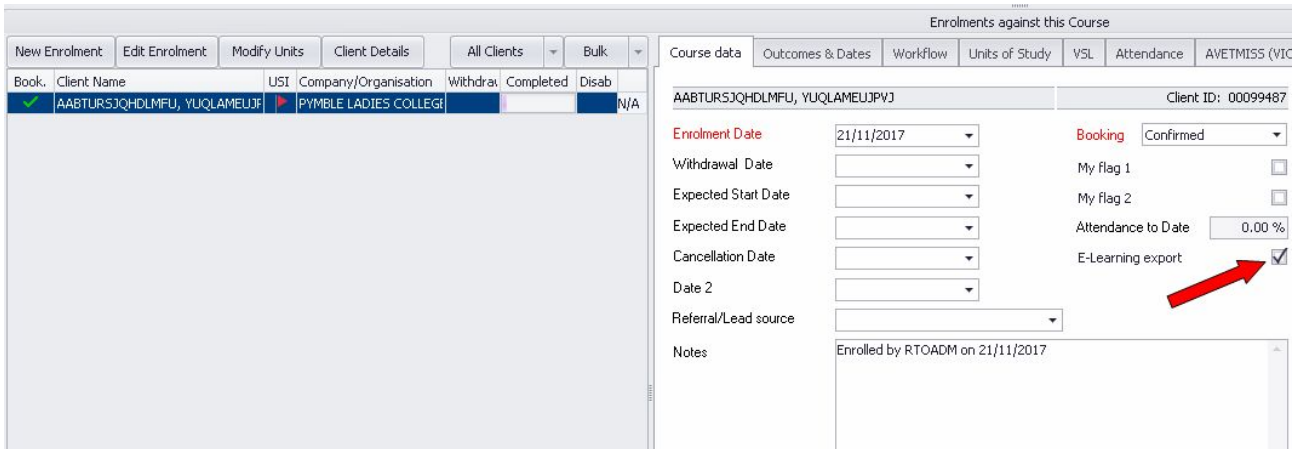 Enrolments against this Course
New Enrolment Edit Enrolment Modify Units Client Details All Clients Bulk
Course data Outcomes & Dates Workflow Units of Study VSL Attendance AVETMISS (VIC
Book. Client Name USI Company/Organisation Withdrav Completed Disab
AABTURSJQHDLMFU, YUQLAMEUJF PYMBLE LADIES COLLEGE N/A
AABTURSJQHDLMFU, YUQLAMEUJPVJ Client ID: 00099487
Enrolment Date 21/11/2017 Booking Confirmed
Withdrawal Date My flag 1
Expected Start Date My flag 2
Expected End Date Attendance to Date 0.00 %
Cancellation Date E-Learning export
Date 2
Referral/Lead source
Notes Enrolled by RTOADM on 21/11/2017